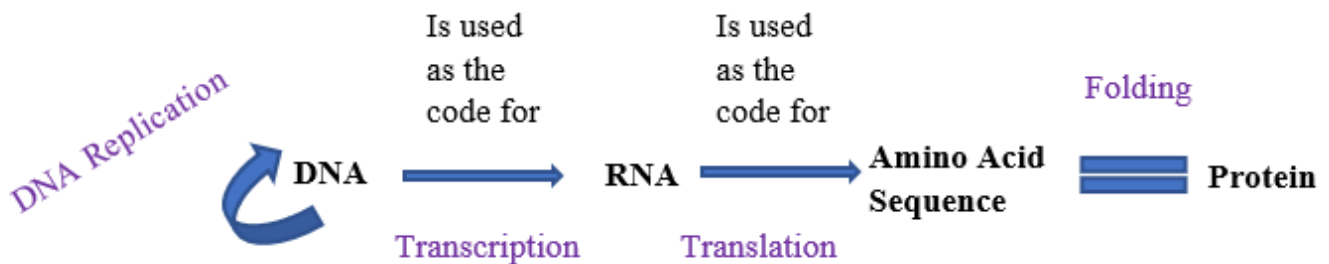 Is used
as the
code for
Is used
as the
code for
Folding
DNA Replication
DNA
RNA
Amino Acid
Sequence
Protein
Transcription
Translation